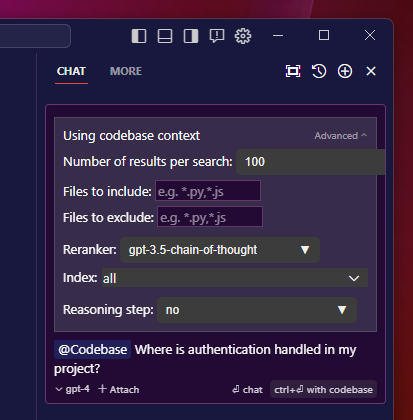 CHAT MORE
Using codebase context Advanced
Number of results per search: 100
Files to include: e.g. *.py,*.js
Files to exclude: e.g. *.py,*.js
Reranker: gpt-3.5-chain-of-thought
Index: all
Reasoning step: no
@Codebase Where is authentication handled in my
project?
gpt-4 + Attach ⏎ chat ctrl+⏎ with codebase